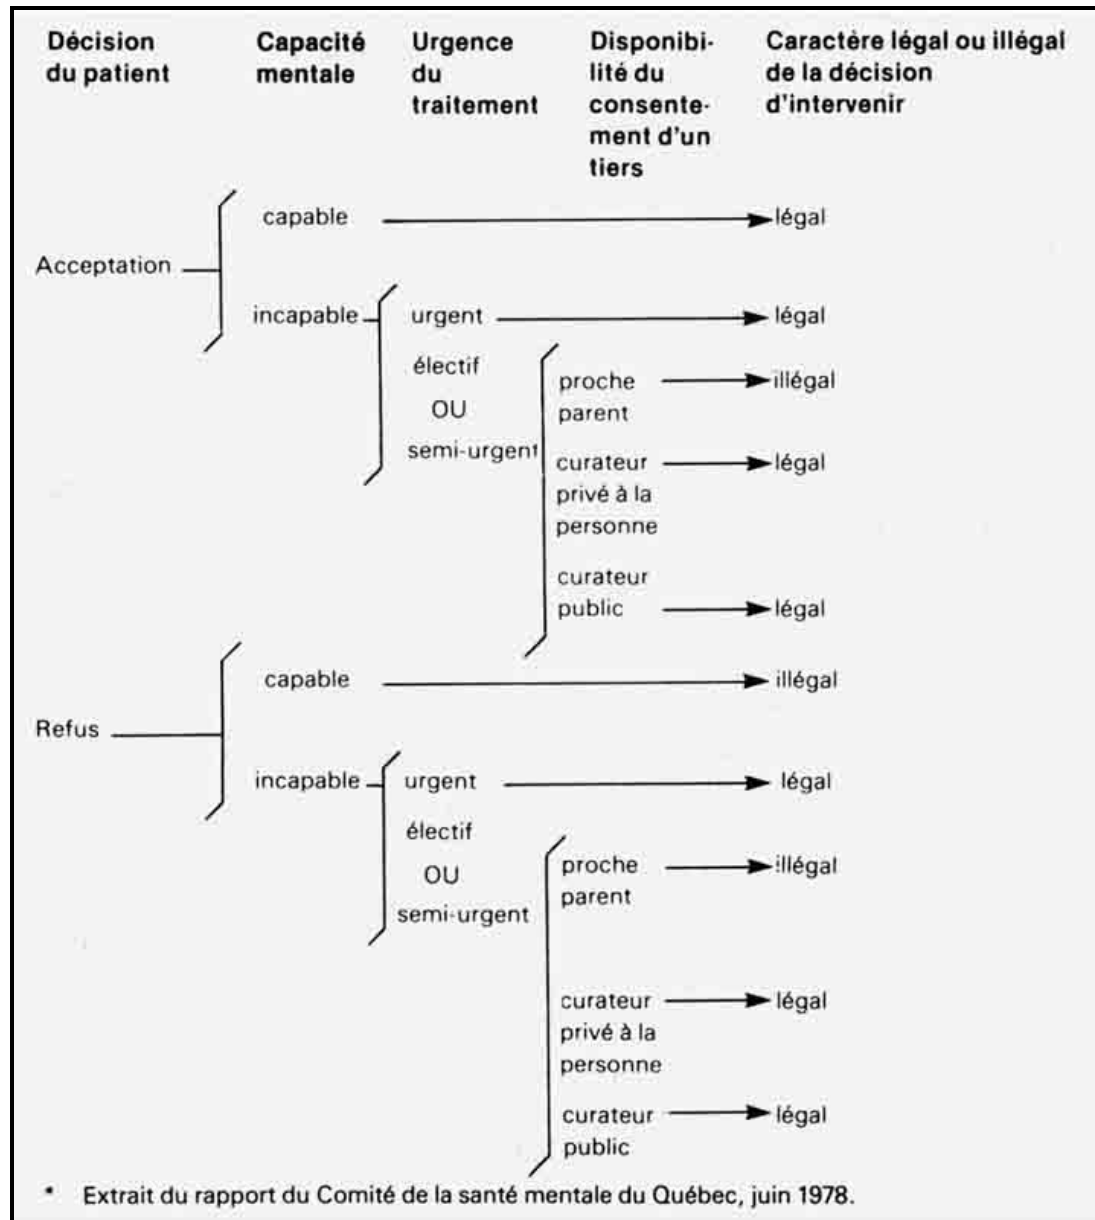 Décision Capacité Urgence Disponibi- Caractère légal ou illégal
du patient mentale du lité du de la décision
traitement consente- d'intervenir
ment d'un
tiers
capable légal
Acceptation
incapable urgent légal
électif
proche illégal
OU parent
semi-urgent
curateur légal
privé à la
personne
curateur
public légal
capable illégal
Refus
incapable urgent légal
électif
proche illégal
OU
parent
semi-urgent
curateur légal
privé à la
personne
curateur légal
public
* Extrait du rapport du Comité de la santé mentale du Québec, juin 1978.